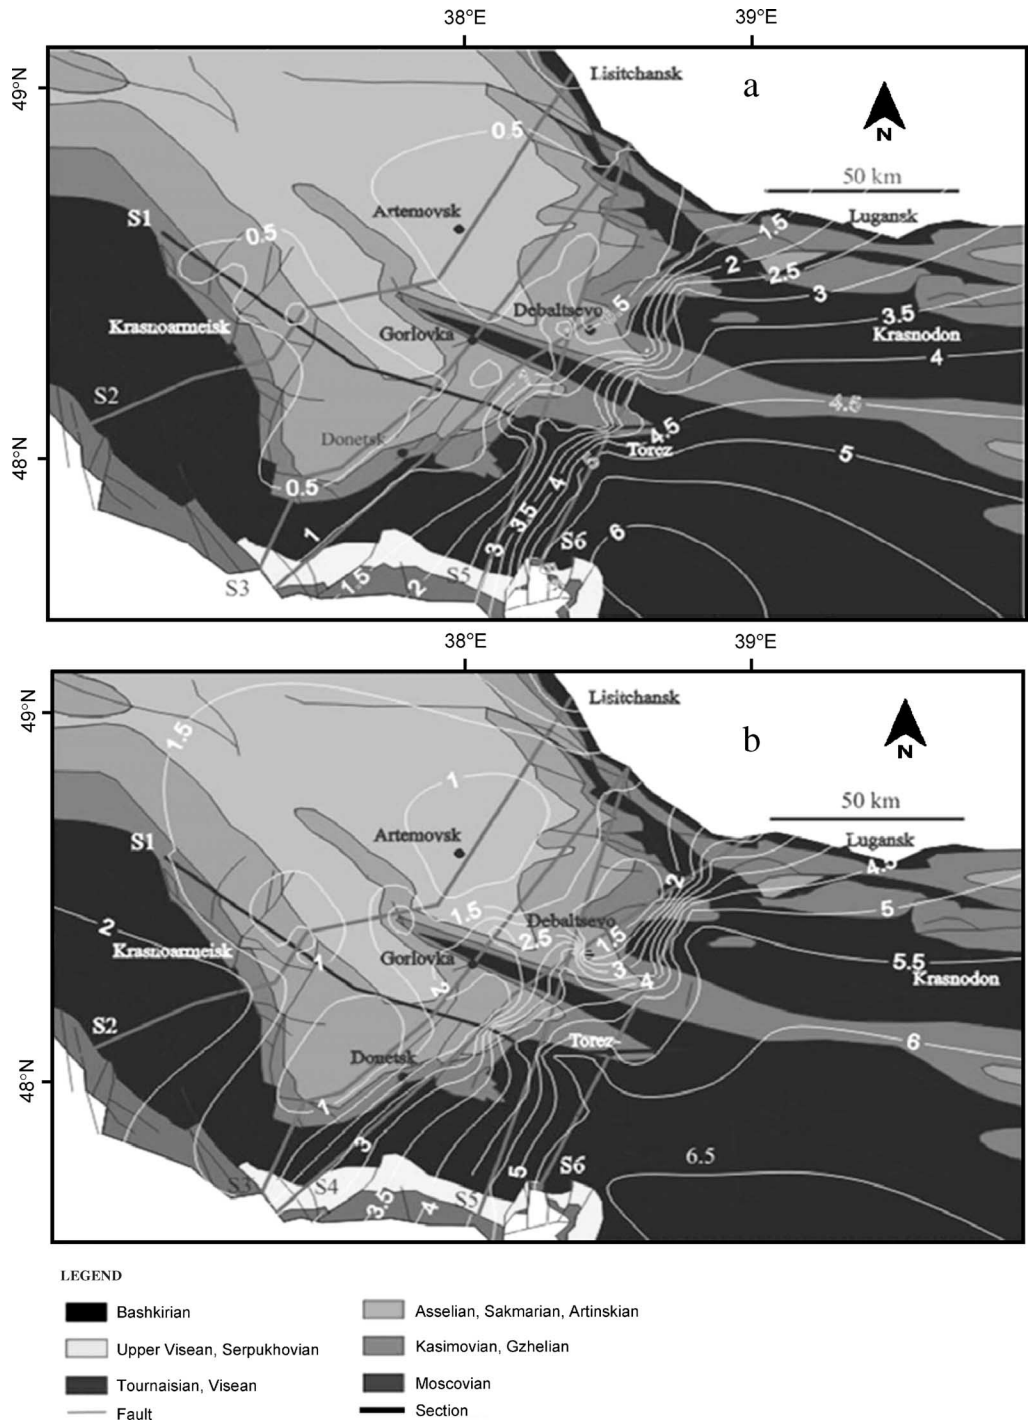 38°E 39°E
49°N
Lisitchansk
a
N
0.5
50 km
Artemovsk
Lugansk
S1
0.5
1.5
2
2.5
3
Debaltsevo
.5
3.5
Krasnoarmeisk
Gorlovka
Krasnodon
4
S2
4.5
48°N
Donetsk
4.5
Torez
5
0.5
4
3.5
1
3
S6
6
S3
1.5
2
S5
38°E 39°E
49°N
Lisitchansk
1.5
b
N
1
50 km
Artemovsk
Lugansk
S1
4.5
2
1.5
5
2
Debaltsevo
2.5
1.5
Krasnoarmeisk
1
Gorlovka
3
5.5
Krasnodon
4
2
S2
Torez
6
48°N
Donetsk
1
3
5
S6
6.5
S3
S4
3.5
4
S5
LEGEND
Bashkirian
Asselian, Sakmarian, Artinskian
Upper Visean, Serpukhovian
Kasimovian, Gzhelian
Tournaisian, Visean
Moscovian
Fault
Section